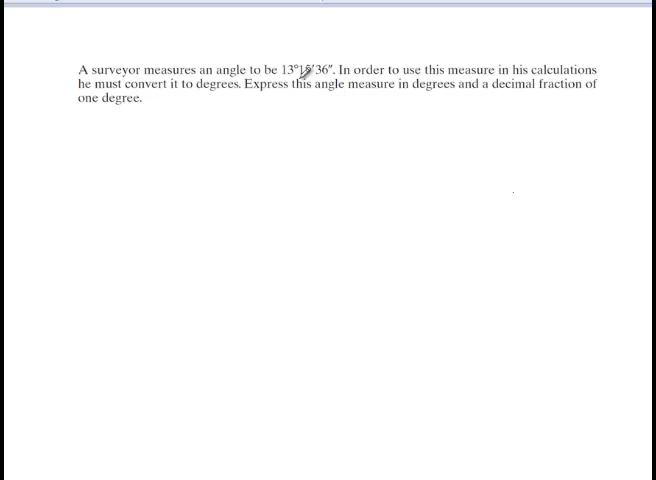 A surveyor measures an angle to be 13°15′36″. In order to use this measure in his calculations
he must convert it to degrees. Express this angle measure in degrees and a decimal fraction of
one degree.